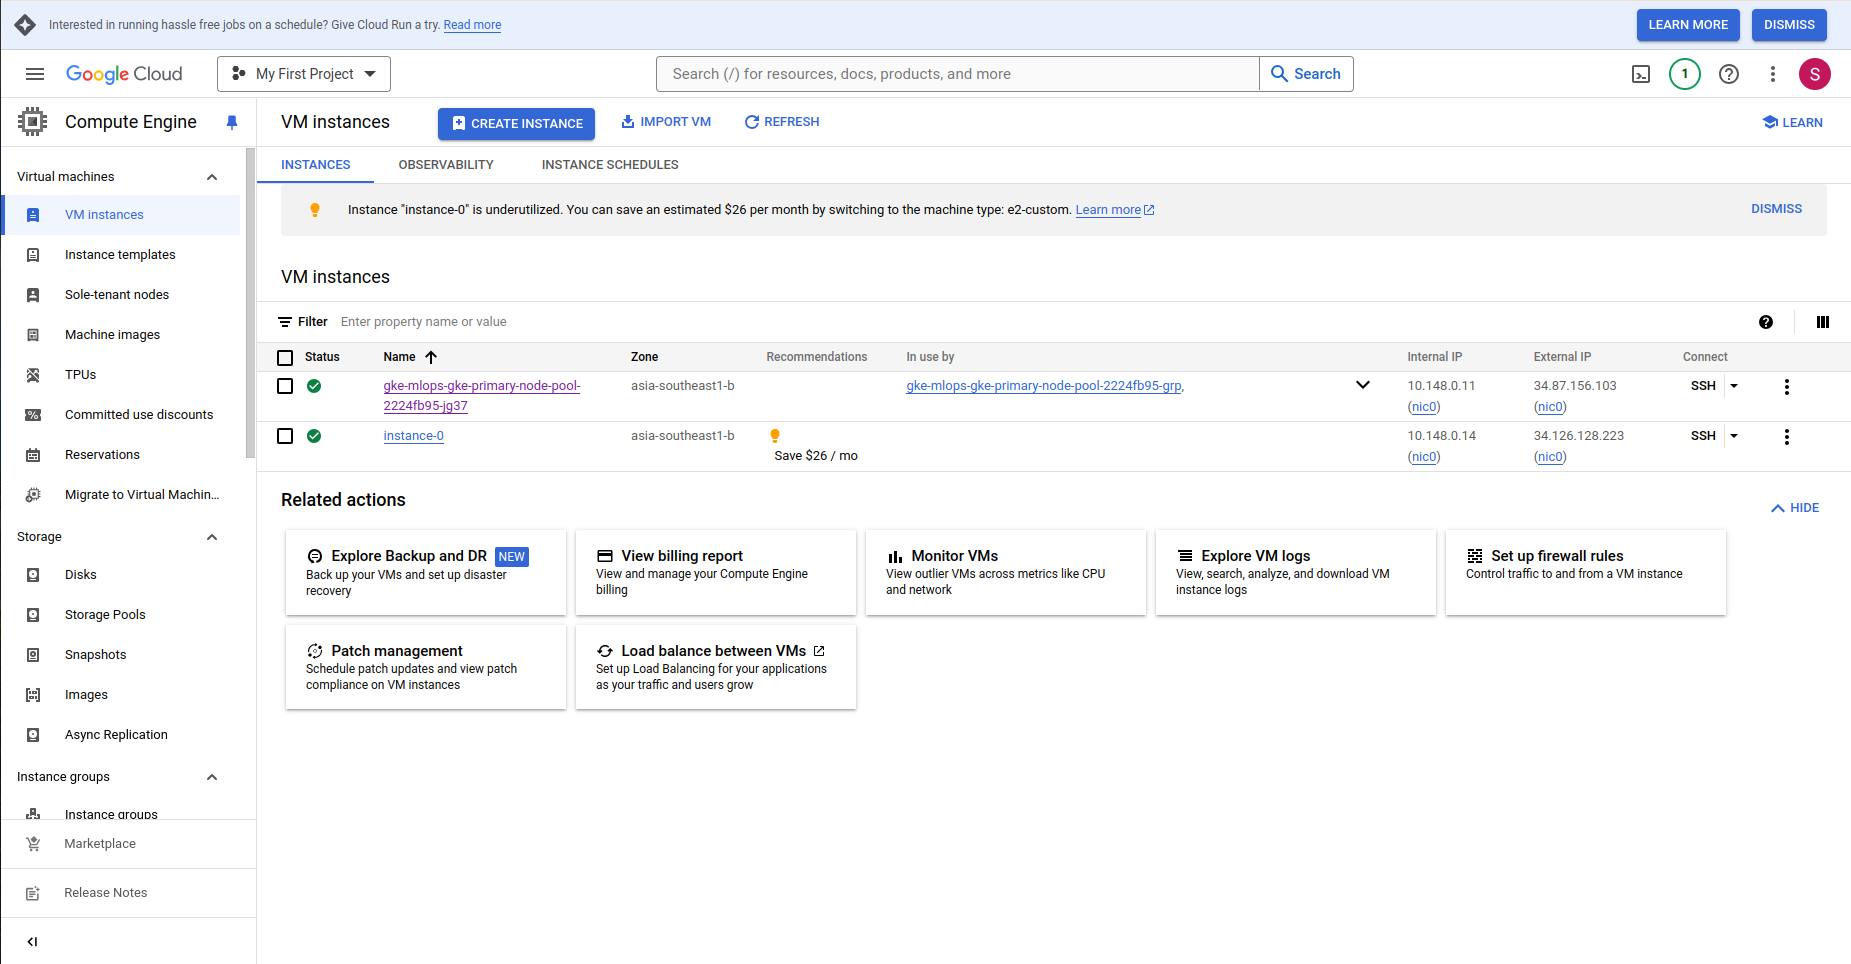 Interested in running hassle free jobs on a schedule? Give Cloud Run a try. Read more
LEARN MORE
DISMISS
Google Cloud
My First Project
Search (/) for resources, docs, products, and more
Search
1
S
Compute Engine
VM instances
CREATE INSTANCE
IMPORT VM
REFRESH
LEARN
INSTANCES
OBSERVABILITY
INSTANCE SCHEDULES
Virtual machines
VM instances
Instance templates
Sole-tenant nodes
Machine images
TPUs
Committed use discounts
Reservations
Migrate to Virtual Machin...
Storage
Disks
Storage Pools
Snapshots
Images
Async Replication
Instance groups
Instance groups
Marketplace
Release Notes
Instance "instance-0" is underutilized. You can save an estimated $26 per month by switching to the machine type: e2-custom. Learn more
DISMISS
VM instances
Filter Enter property name or value
Status Name Zone Recommendations In use by Internal IP External IP Connect
gke-mlops-gke-primary-node-pool- asia-southeast1-b gke-mlops-gke-primary-node-pool-2224fb95-grp, 10.148.0.11 34.87.156.103 SSH
2224fb95-jg37 (nic0) (nic0)
instance-0 asia-southeast1-b 10.148.0.14 34.126.128.223 SSH
Save $26 / mo (nic0) (nic0)
Related actions
HIDE
Explore Backup and DR NEW
Back up your VMs and set up disaster
recovery
View billing report
View and manage your Compute Engine
billing
Monitor VMs
View outlier VMs across metrics like CPU
and network
Explore VM logs
View, search, analyze, and download VM
instance logs
Set up firewall rules
Control traffic to and from a VM instance
Patch management
Schedule patch updates and view patch
compliance on VM instances
Load balance between VMs
Set up Load Balancing for your applications
as your traffic and users grow